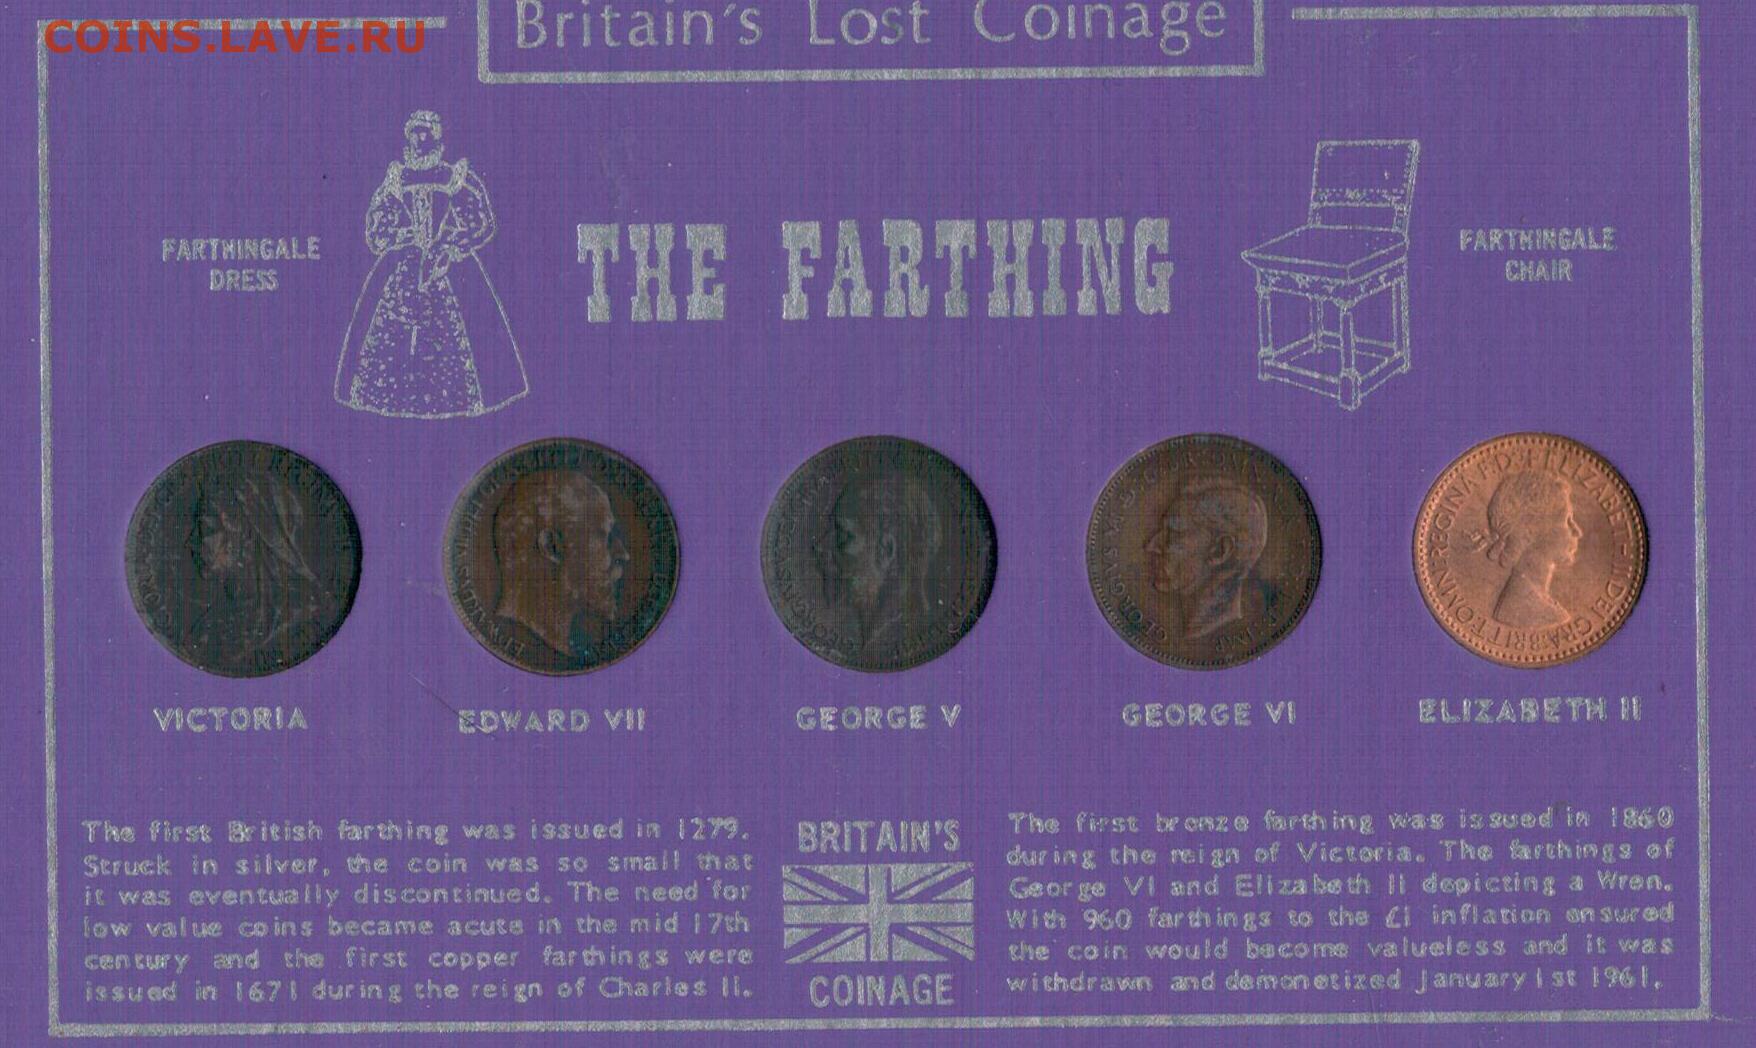 COINS.LAVE.RU
Britain's Lost Coinage
FARTHINGALE
DRESS
THE FARTHING
FARTHINGALE
CHAIR
VICTORIA
EDWARD VII
GEORGE V
GEORGE VI
ELIZABETH II
The first British farthing was issued in 1279.
Struck in silver, the coin was so small that
it was eventually discontinued. The need for
low value coins became acute in the mid 17th
century and the first copper farthings were
issued in 1671 during the reign of Charles II.
BRITAIN'S
COINAGE
The first bronze farthing was issued in 1860
during the reign of Victoria. The farthings of
George VI and Elizabeth II depicting a Wren.
With 960 farthings to the £1 inflation ensured
the coin would become valueless and it was
withdrawn and demonetized January 1st 1961.